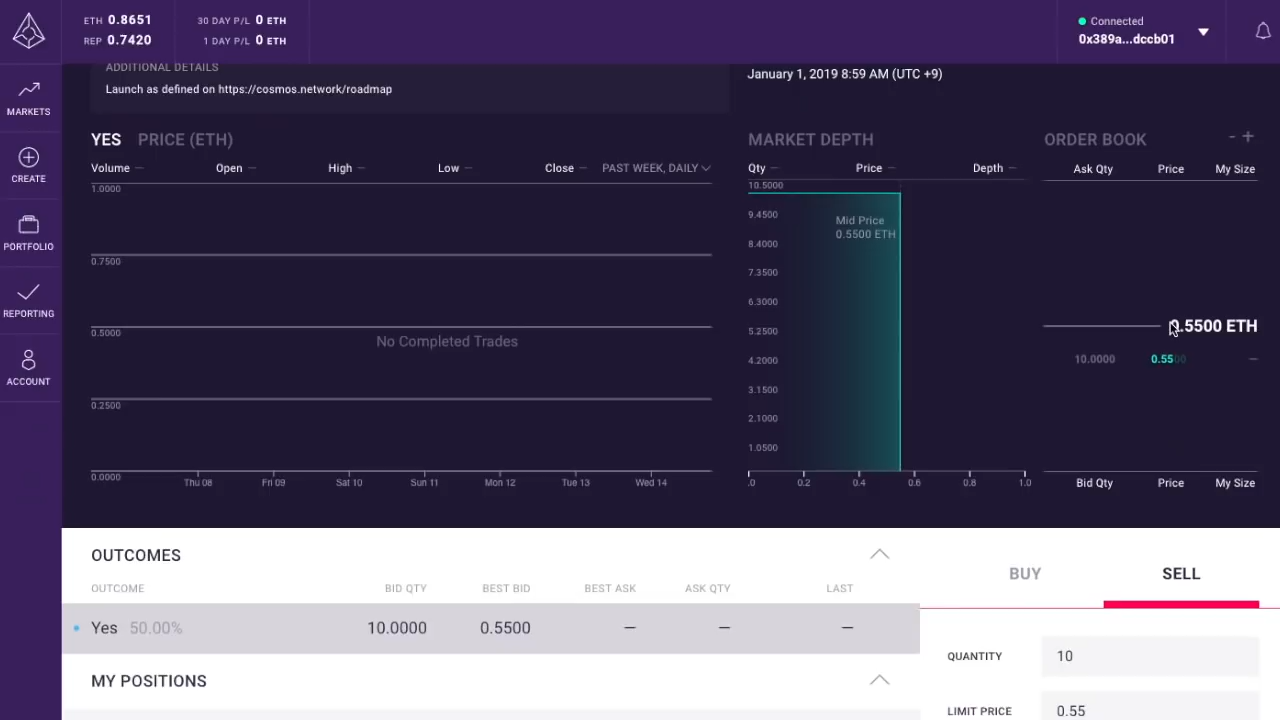 ETH 0.8651
REP 0.7420
30 DAY P/L 0 ETH
1 DAY P/L 0 ETH
Connected
0x389a...dccb01
MARKETS
CREATE
PORTFOLIO
REPORTING
ACCOUNT
ADDITIONAL DETAILS
Launch as defined on https://cosmos.network/roadmap
January 1, 2019 8:59 AM (UTC +9)
YES PRICE (ETH)
Volume — Open — High — Low — Close — PAST WEEK, DAILY
1.0000
0.7500
0.5000
No Completed Trades
0.2500
0.0000
Thu 08 Fri 09 Sat 10 Sun 11 Mon 12 Tue 13 Wed 14
MARKET DEPTH
Qty — Price — Depth —
10.5000
9.4500
Mid Price
0.5500 ETH
8.4000
7.3500
6.3000
5.2500
4.2000
3.1500
2.1000
1.0500
.0 0.2 0.4 0.6 0.8 1.0
ORDER BOOK - +
Ask Qty Price My Size
0.5500 ETH
10.0000 0.5500 —
Bid Qty Price My Size
OUTCOMES
OUTCOME BID QTY BEST BID BEST ASK ASK QTY LAST
Yes 50.00% 10.0000 0.5500 — — —
MY POSITIONS
BUY SELL
QUANTITY 10
LIMIT PRICE 0.55